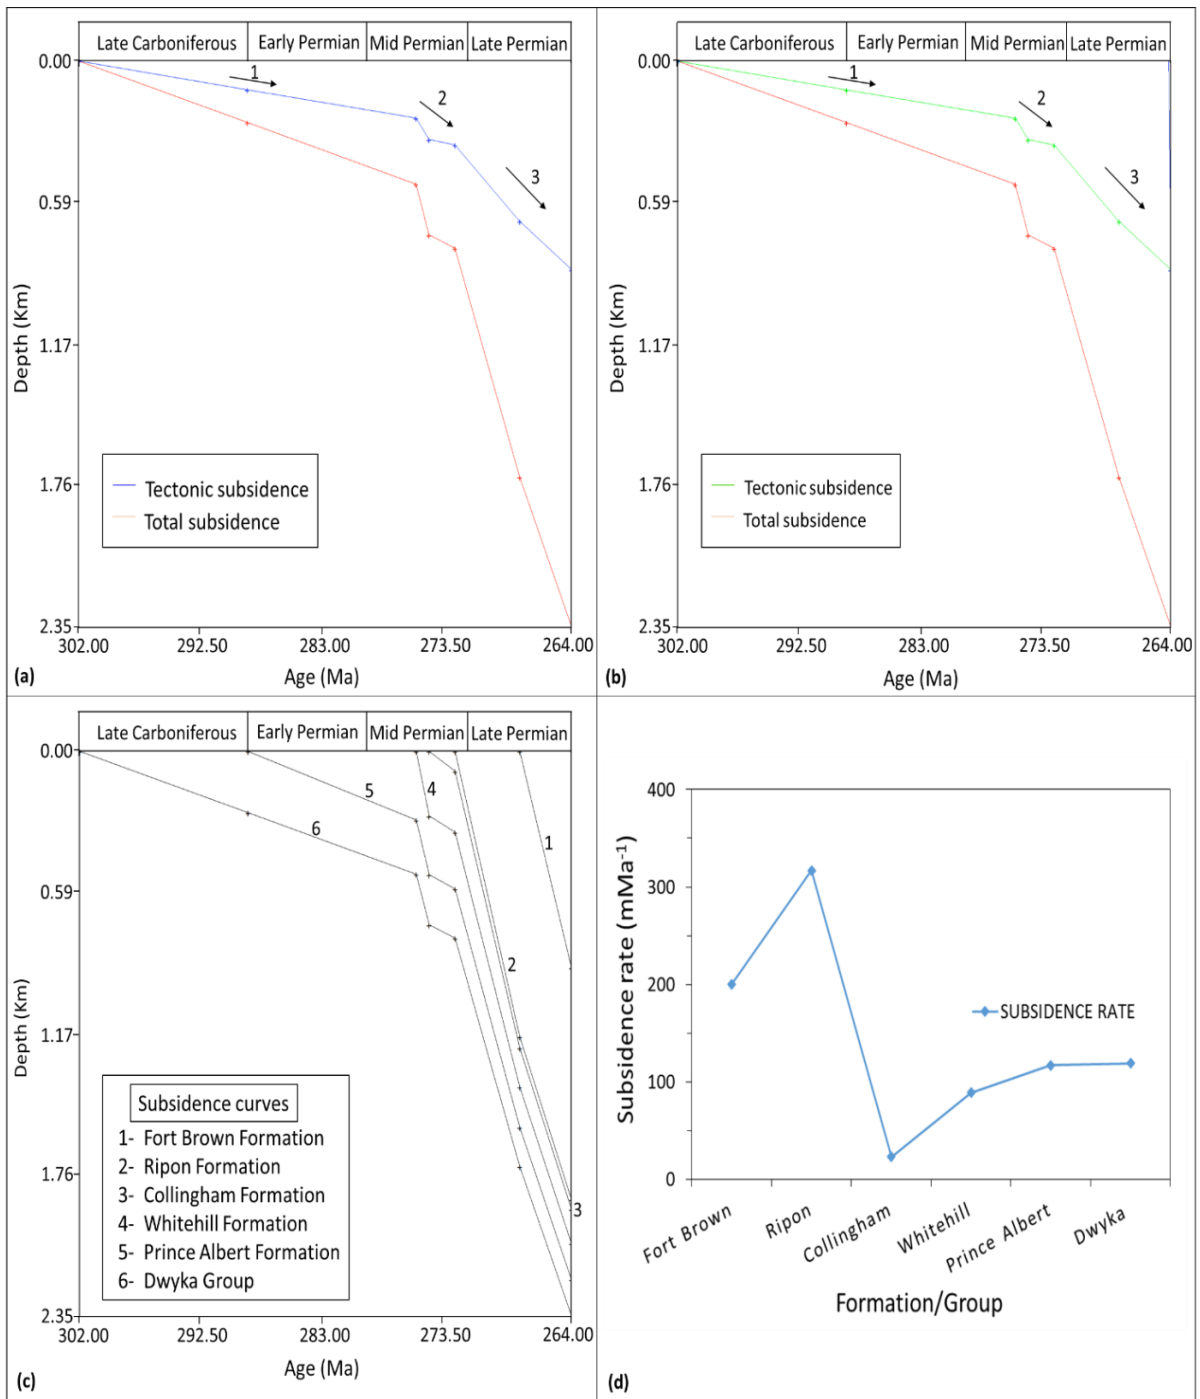 Late Carboniferous Early Permian Mid Permian Late Permian
0.00
0.59
1.17
1.76
2.35
Depth (Km)
1
2
3
Tectonic subsidence
Total subsidence
302.00 292.50 283.00 273.50 264.00
(a) Age (Ma)
Late Carboniferous Early Permian Mid Permian Late Permian
0.00
0.59
1.17
1.76
2.35
Depth (Km)
1
2
3
Tectonic subsidence
Total subsidence
302.00 292.50 283.00 273.50 264.00
(b) Age (Ma)
Late Carboniferous Early Permian Mid Permian Late Permian
0.00
0.59
1.17
1.76
2.35
Depth (Km)
5
4
6
1
2
3
Subsidence curves
1- Fort Brown Formation
2- Ripon Formation
3- Collingham Formation
4- Whitehill Formation
5- Prince Albert Formation
6- Dwyka Group
302.00 292.50 283.00 273.50 264.00
(c) Age (Ma)
400
300
200
100
0
Subsidence rate (mMa⁻¹)
SUBSIDENCE RATE
Fort Brown Ripon Collingham Whitehill Prince Albert Dwyka
Formation/Group
(d)